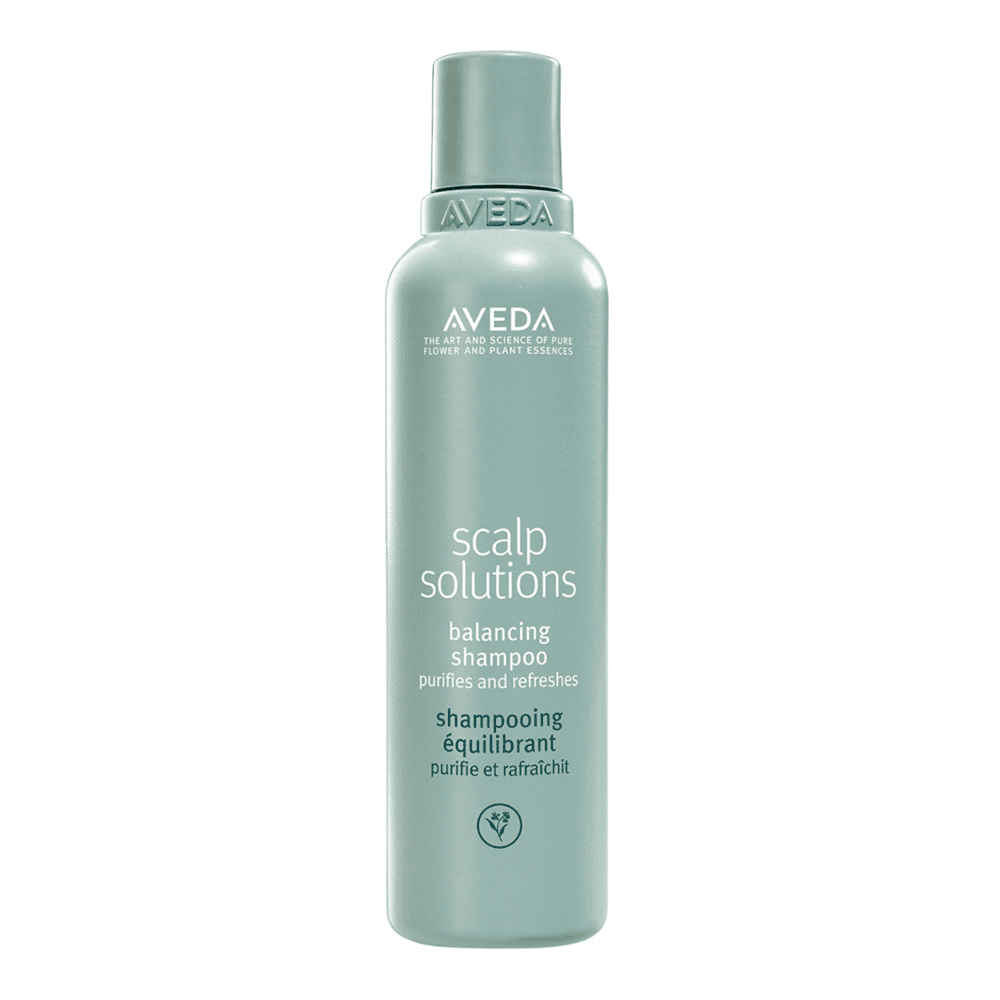 AVEDA
AVEDA
THE ART AND SCIENCE OF PURE
FLOWER AND PLANT ESSENCES
scalp
solutions
balancing
shampoo
purifies and refreshes
shampooing
équilibrant
purifie et rafraîchit